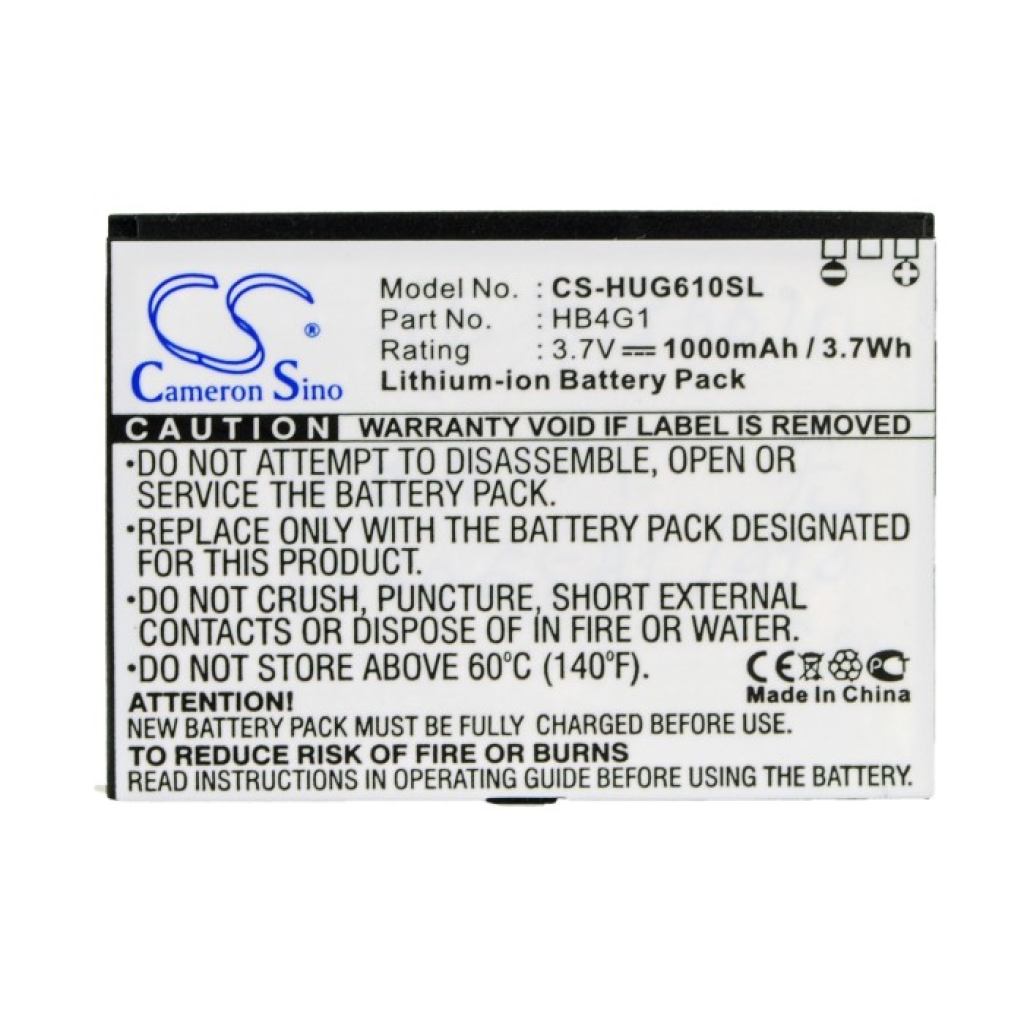 CS
®
Cameron Sino
Model No. : CS-HUG610SL
Part No. : HB4G1
Rating : 3.7V 1000mAh / 3.7Wh
Lithium-ion Battery Pack
CAUTION WARRANTY VOID IF LABEL IS REMOVED
·DO NOT ATTEMPT TO DISASSEMBLE, OPEN OR
SERVICE THE BATTERY PACK.
·REPLACE ONLY WITH THE BATTERY PACK DESIGNATED
FOR THIS PRODUCT.
·DO NOT CRUSH, PUNCTURE, SHORT EXTERNAL
CONTACTS OR DISPOSE OF IN FIRE OR WATER.
·DO NOT STORE ABOVE 60°C (140°F).
CE PCT
Made In China
ATTENTION!
NEW BATTERY PACK MUST BE FULLY CHARGED BEFORE USE.
TO REDUCE RISK OF FIRE OR BURNS
READ INSTRUCTIONS IN OPERATING GUIDE BEFORE USING THE BATTERY.